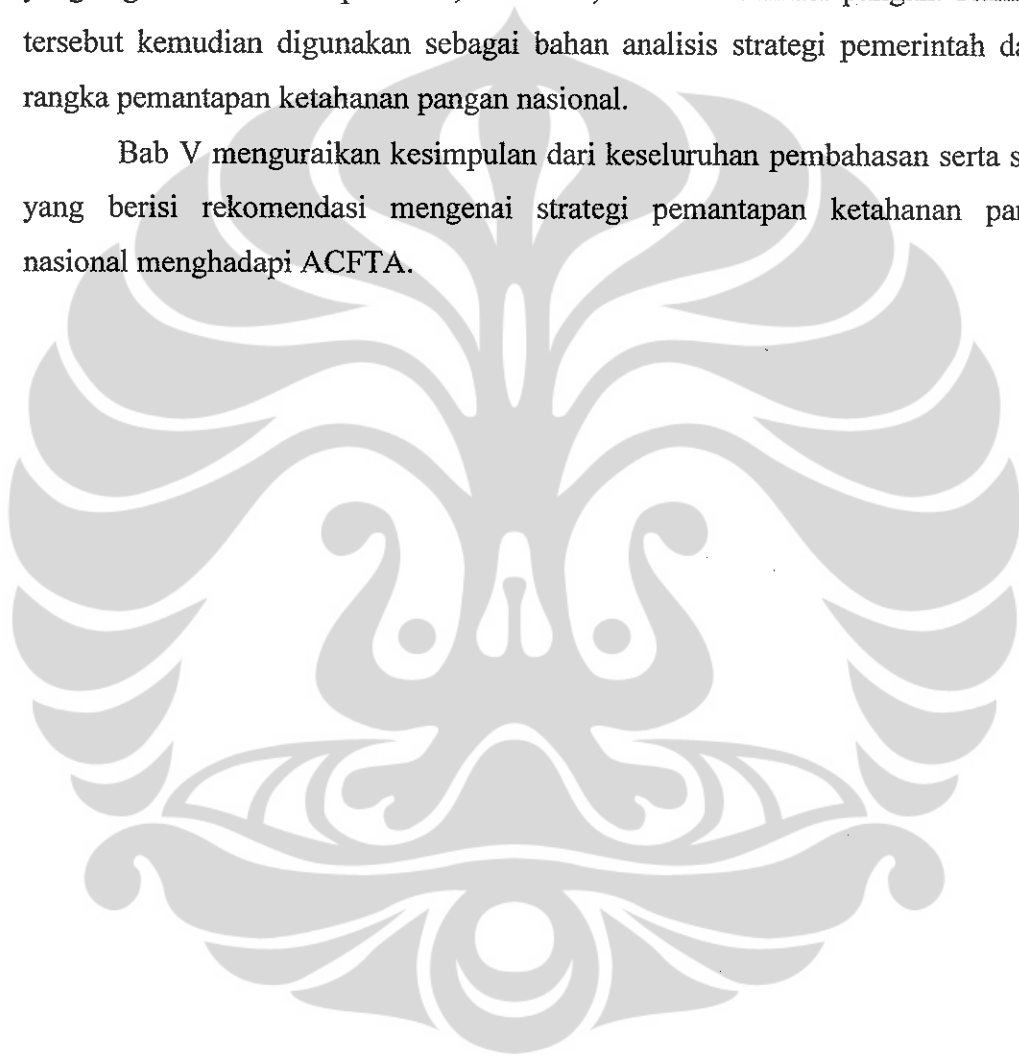 tersebut kemudian digunakan sebagai bahan analisis strategi pemerintah da
rangka pemantapan ketahanan pangan nasional.
Bab V menguraikan kesimpulan dari keseluruhan pembahasan serta s
yang berisi rekomendasi mengenai strategi pemantapan ketahanan pa
nasional menghadapi ACFTA.